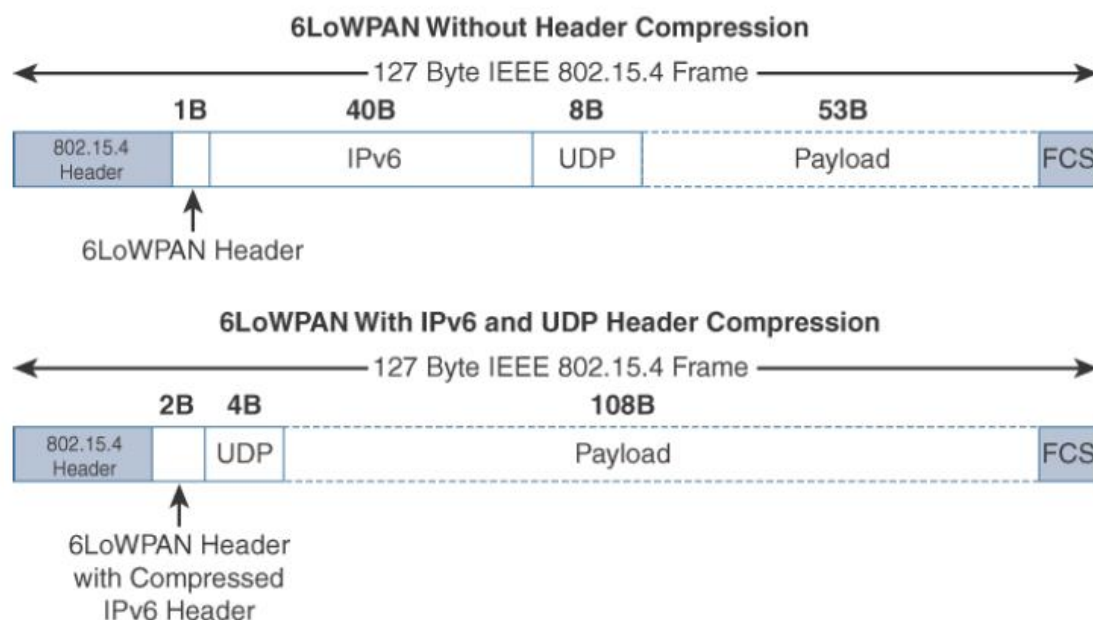 6LoWPAN Without Header Compression
127 Byte IEEE 802.15.4 Frame
1B 40B 8B 53B
802.15.4 Header IPv6 UDP Payload FCS
6LoWPAN Header
6LoWPAN With IPv6 and UDP Header Compression
127 Byte IEEE 802.15.4 Frame
2B 4B 108B
802.15.4 Header UDP Payload FCS
6LoWPAN Header
with Compressed
IPv6 Header